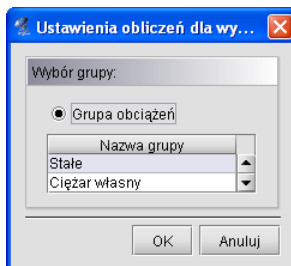 Ustawienia obliczeń dla wy...
Wybór grupy:
Grupa obciążeń
Nazwa grupy
Stałe
Ciężar własny
OK
Anuluj